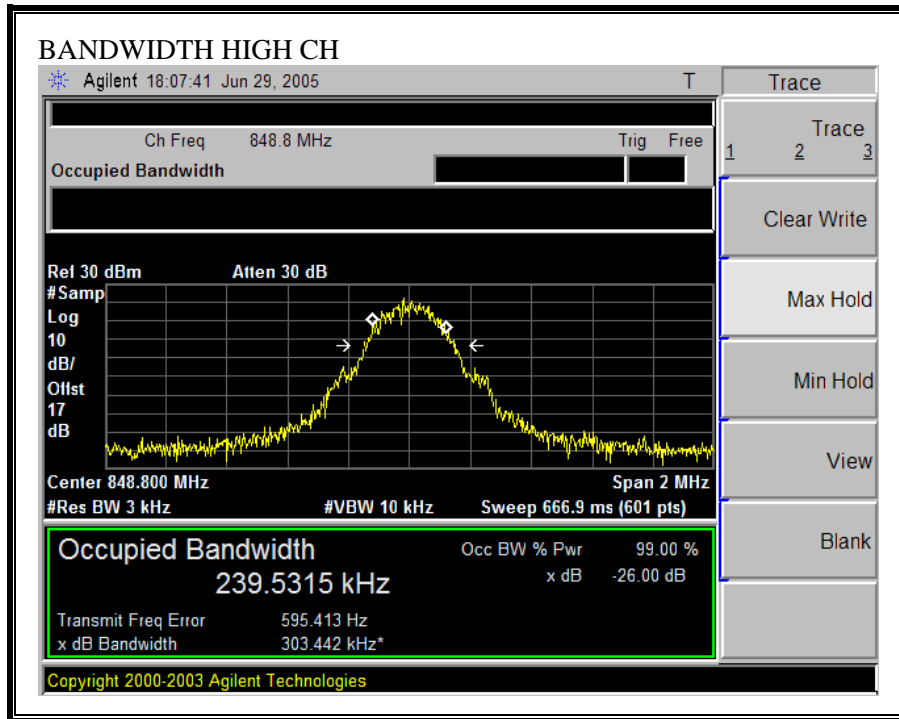 BANDWIDTH HIGH CH
Agilent 18:07:41 Jun 29, 2005 T
Trace
Ch Freq 848.8 MHz Trig Free
Occupied Bandwidth
Trace
1 2 3
Clear Write
Max Hold
Min Hold
View
Blank
Ref 30 dBm Atten 30 dB
#Samp
Log
10
dB/
Offst
17
dB
Center 848.800 MHz Span 2 MHz
#Res BW 3 kHz #VBW 10 kHz Sweep 666.9 ms (601 pts)
Occupied Bandwidth Occ BW % Pwr 99.00 %
239.5315 kHz x dB -26.00 dB
Transmit Freq Error 595.413 Hz
x dB Bandwidth 303.442 kHz*
Copyright 2000-2003 Agilent Technologies